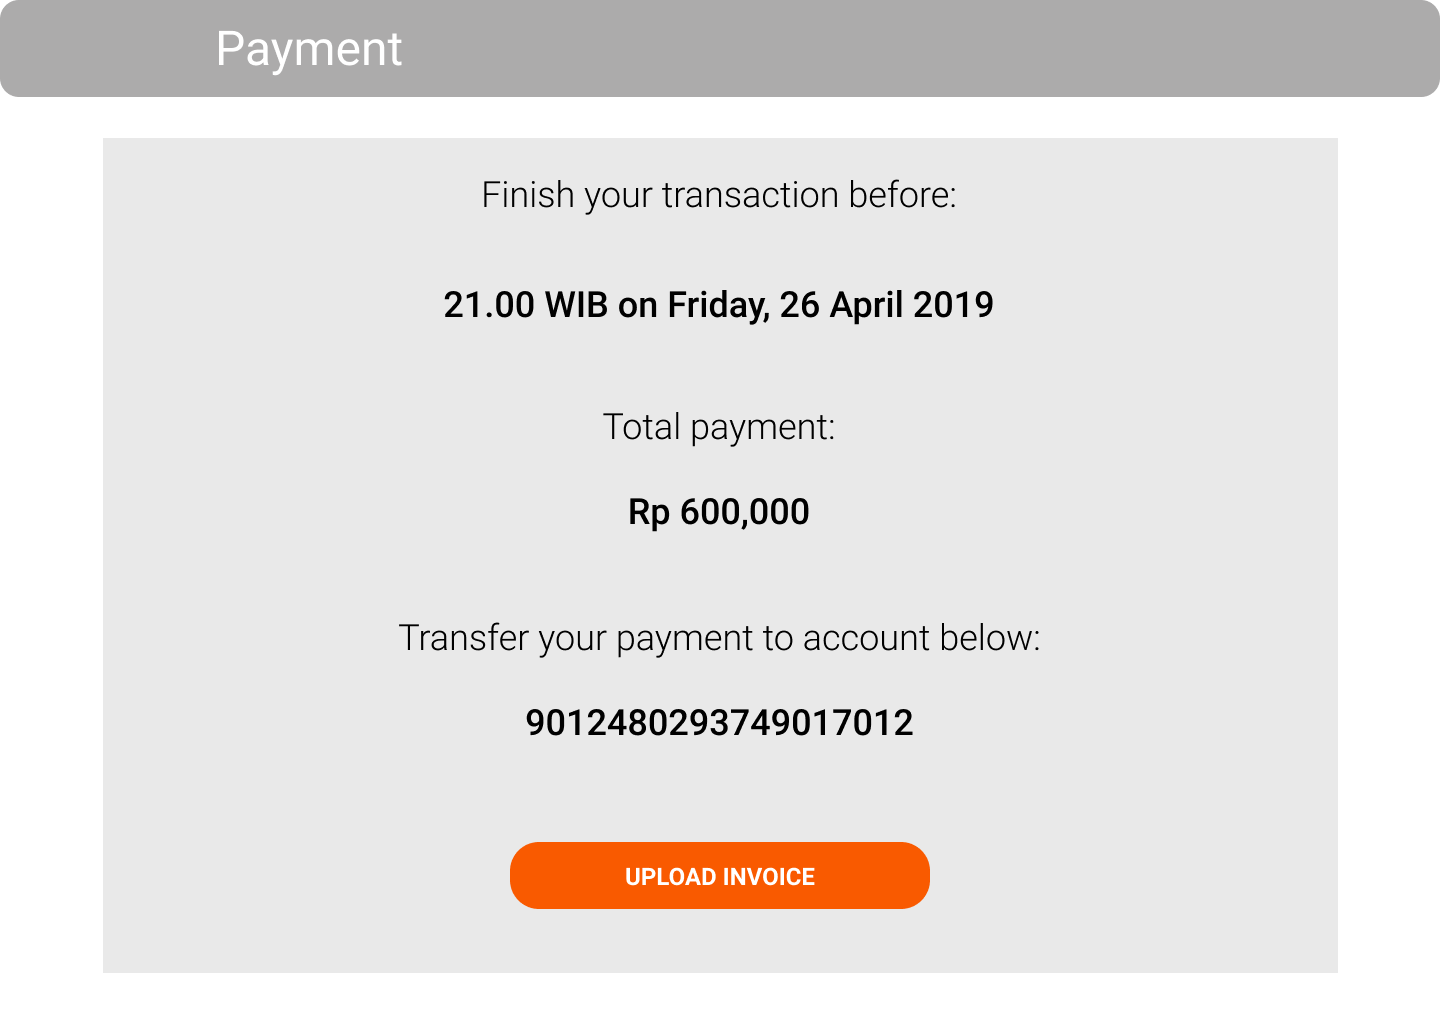 Payment
Finish your transaction before:
21.00 WIB on Friday, 26 April 2019
Total payment:
Rp 600,000
Transfer your payment to account below:
9012480293749017012
UPLOAD INVOICE